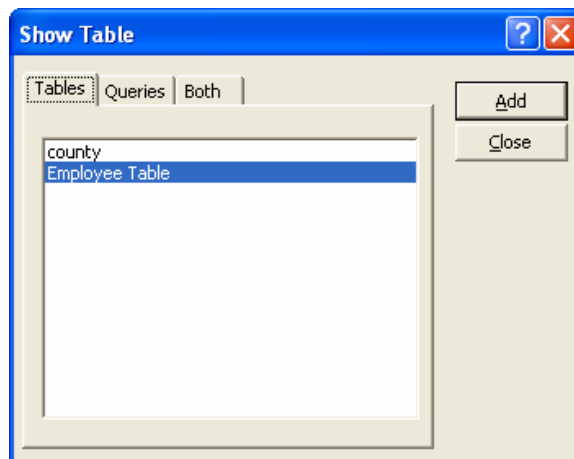 Show Table
Tables Queries Both
Add
Close
county
Employee Table